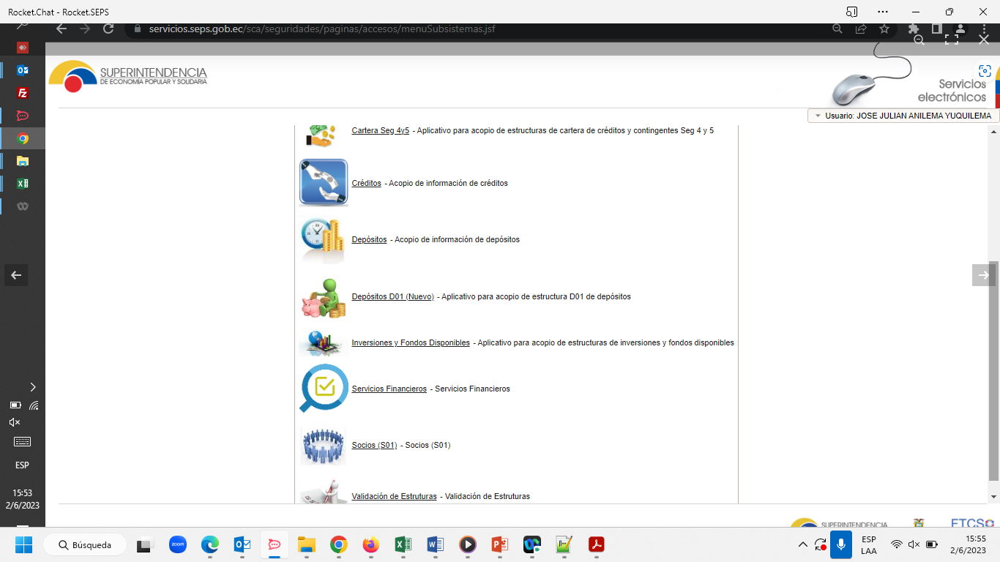 Rocket.Chat - Rocket.SEPS
servicios.seps.gob.ec/sca/seguridades/paginas/accesos/menuSubsistemas.jsf
SUPERINTENDENCIA
DE ECONOMÍA POPULAR Y SOLIDARIA
Servicios
electrónicos
Usuario: JOSE JULIAN ANILEMA YUQUILEMA
Cartera Seg 4y5 - Aplicativo para acopio de estructuras de cartera de créditos y contingentes Seg 4 y 5
Créditos - Acopio de información de créditos
Depósitos - Acopio de información de depósitos
Depósitos D01 (Nuevo) - Aplicativo para acopio de estructura D01 de depósitos
Inversiones y Fondos Disponibles - Aplicativo para acopio de estructuras de inversiones y fondos disponibles
Servicios Financieros - Servicios Financieros
Socios (S01) - Socios (S01)
Validación de Estruturas - Validación de Estruturas
ESP
15:53
2/6/2023
SUPERINTENDENCIA
Búsqueda
zoom
ESP
LAA
15:55
2/6/2023